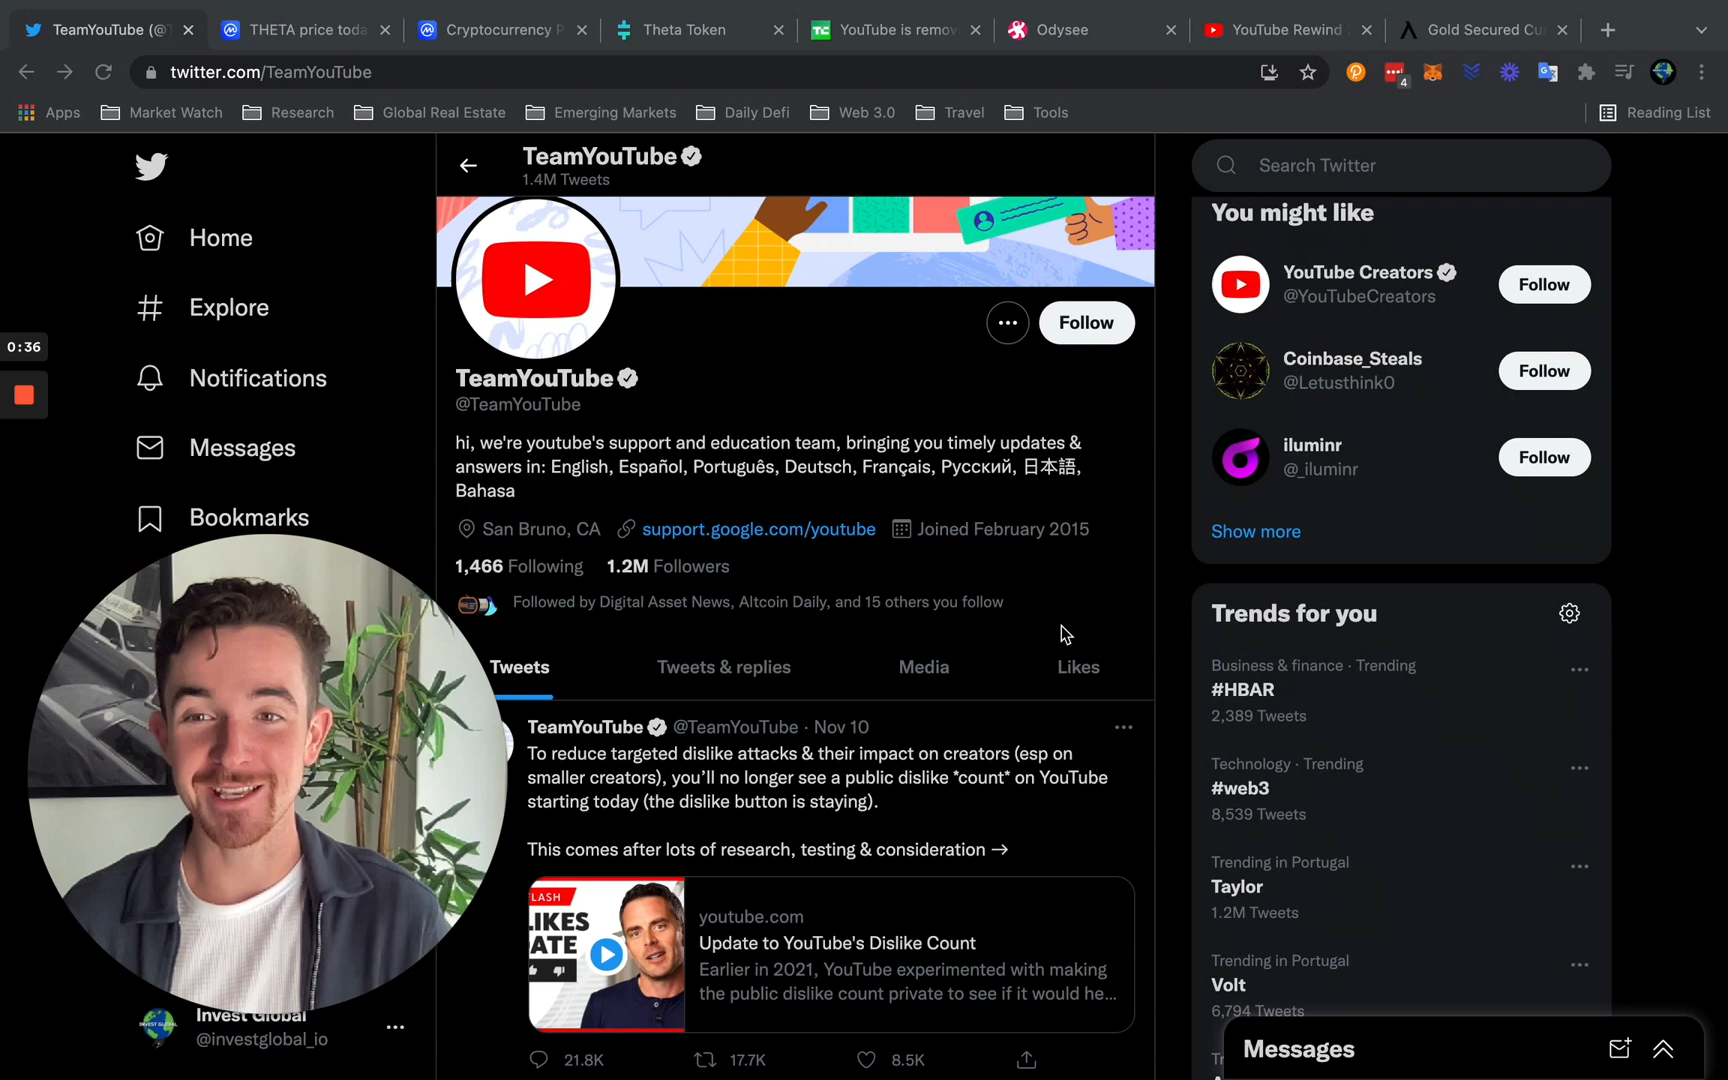 TeamYouTube (@T
THETA price toda
Cryptocurrency P
Theta Token
YouTube is remov
Odysee
YouTube Rewind 2
Gold Secured Cur
twitter.com/TeamYouTube
4
Apps
Market Watch
Research
Global Real Estate
Emerging Markets
Daily Defi
Web 3.0
Travel
Tools
Reading List
0:36
Home
Explore
Notifications
Messages
Bookmarks
Invest Global
@investglobal_io
TeamYouTube
1.4M Tweets
Follow
TeamYouTube
@TeamYouTube
hi, we're youtube's support and education team, bringing you timely updates &
answers in: English, Español, Português, Deutsch, Français, Русский, 日本語,
Bahasa
San Bruno, CA support.google.com/youtube Joined February 2015
1,466 Following 1.2M Followers
Followed by Digital Asset News, Altcoin Daily, and 15 others you follow
Tweets
Tweets & replies
Media
Likes
TeamYouTube @TeamYouTube · Nov 10
To reduce targeted dislike attacks & their impact on creators (esp on
smaller creators), you'll no longer see a public dislike *count* on YouTube
starting today (the dislike button is staying).
This comes after lots of research, testing & consideration →
LASH
IKES
ATE
youtube.com
Update to YouTube's Dislike Count
Earlier in 2021, YouTube experimented with making
the public dislike count private to see if it would he...
21.8K
17.7K
8.5K
Search Twitter
You might like
YouTube Creators
@YouTubeCreators
Follow
Coinbase_Steals
@Letusthink0
Follow
iluminr
@_iluminr
Follow
Show more
Trends for you
Business & finance · Trending
#HBAR
2,389 Tweets
Technology · Trending
#web3
8,539 Tweets
Trending in Portugal
Taylor
1.2M Tweets
Trending in Portugal
Volt
6,794 Tweets
Messages